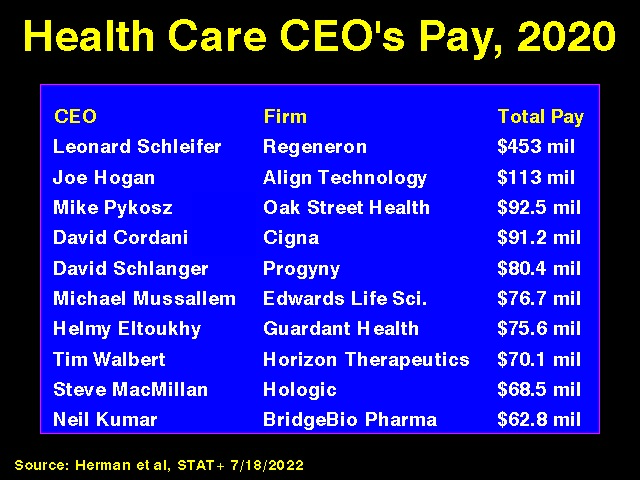 Health Care CEO's Pay, 2020
CEO Firm Total Pay
Leonard Schleifer Regeneron $453 mil
Joe Hogan Align Technology $113 mil
Mike Pykosz Oak Street Health $92.5 mil
David Cordani Cigna $91.2 mil
David Schlanger Progyny $80.4 mil
Michael Mussallem Edwards Life Sci. $76.7 mil
Helmy Eltoukhy Guardant Health $75.6 mil
Tim Walbert Horizon Therapeutics $70.1 mil
Steve MacMillan Hologic $68.5 mil
Neil Kumar BridgeBio Pharma $62.8 mil
Source: Herman et al, STAT+ 7/18/2022